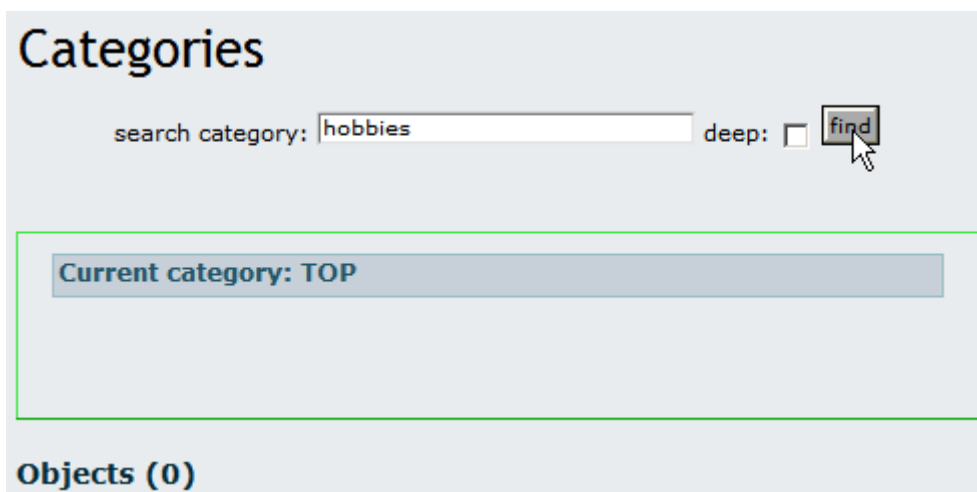 Categories
search category: hobbies deep: find
Current category: TOP
Objects (0)